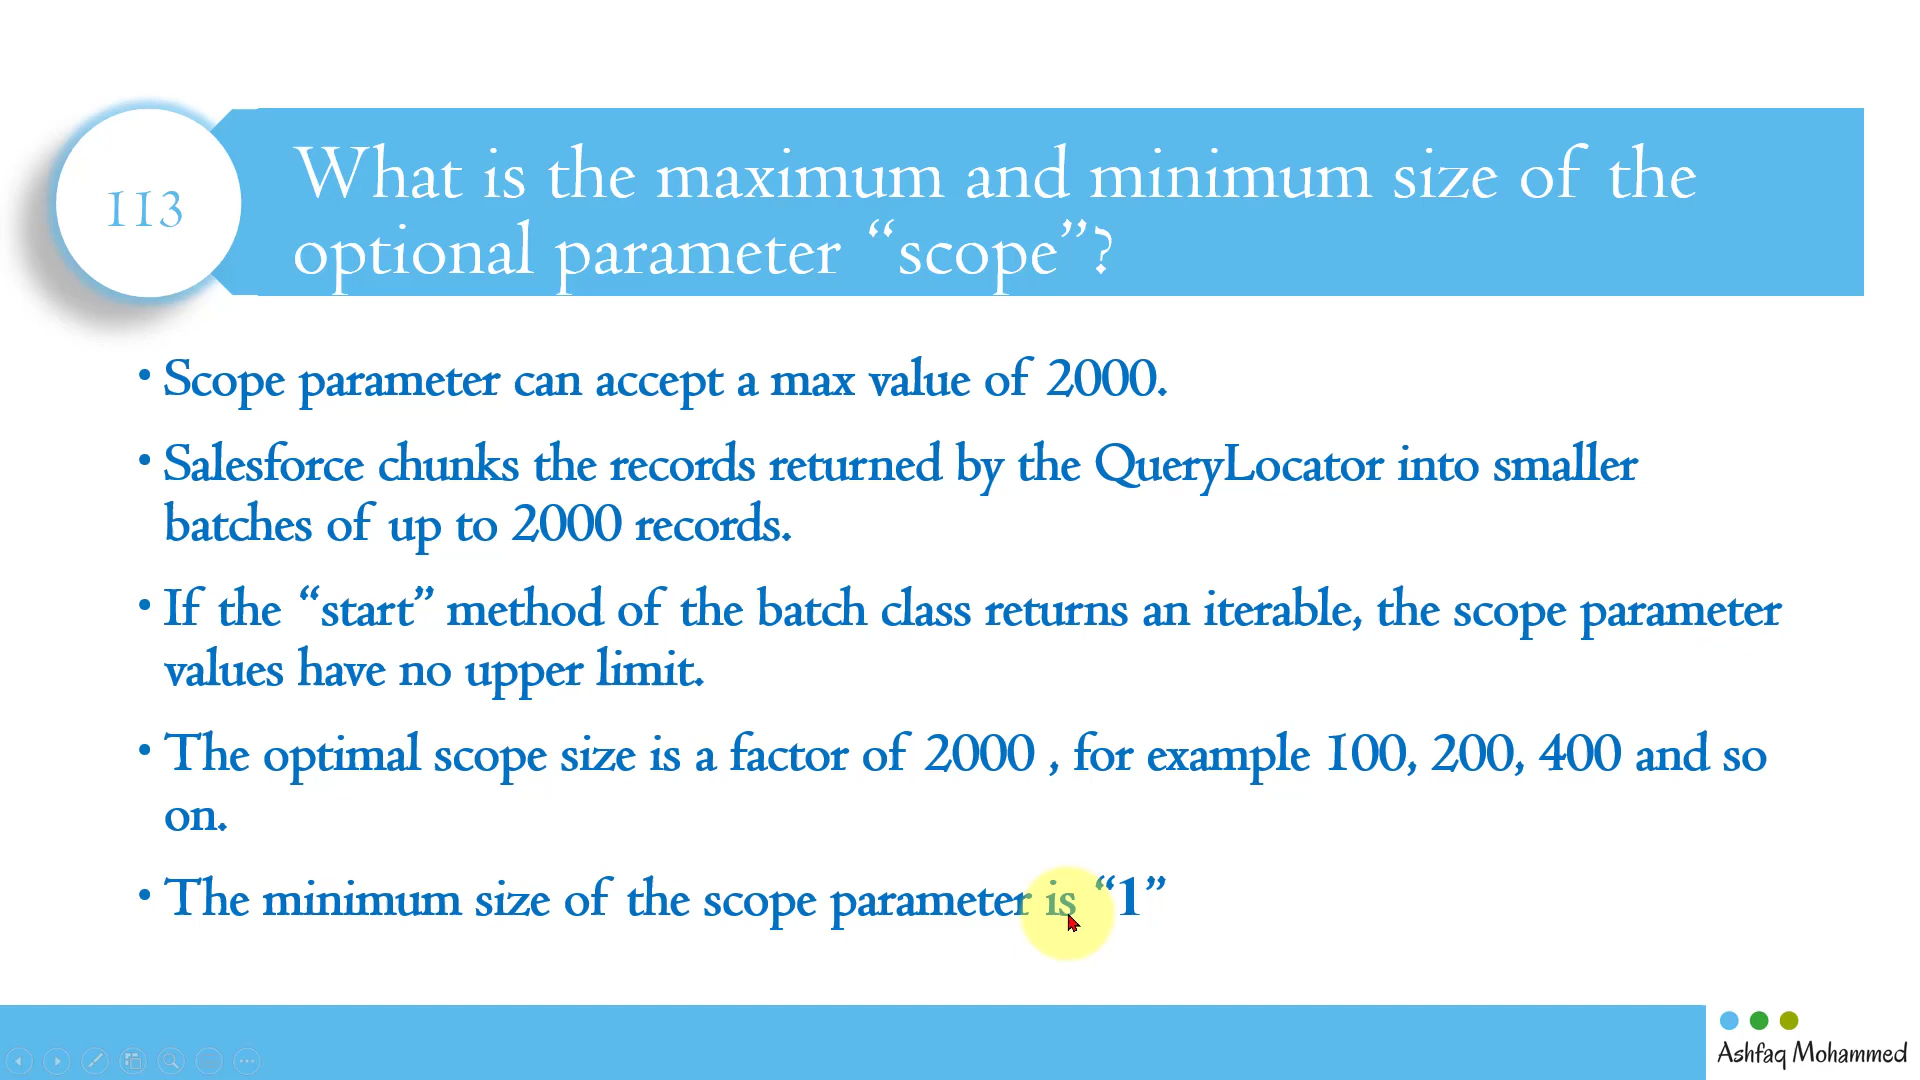 113
What is the maximum and minimum size of the
optional parameter “scope”?
• Scope parameter can accept a max value of 2000.
• Salesforce chunks the records returned by the QueryLocator into smaller
batches of up to 2000 records.
• If the “start” method of the batch class returns an iterable, the scope parameter
values have no upper limit.
• The optimal scope size is a factor of 2000 , for example 100, 200, 400 and so
on.
• The minimum size of the scope parameter is “1”
Ashfaq Mohammed